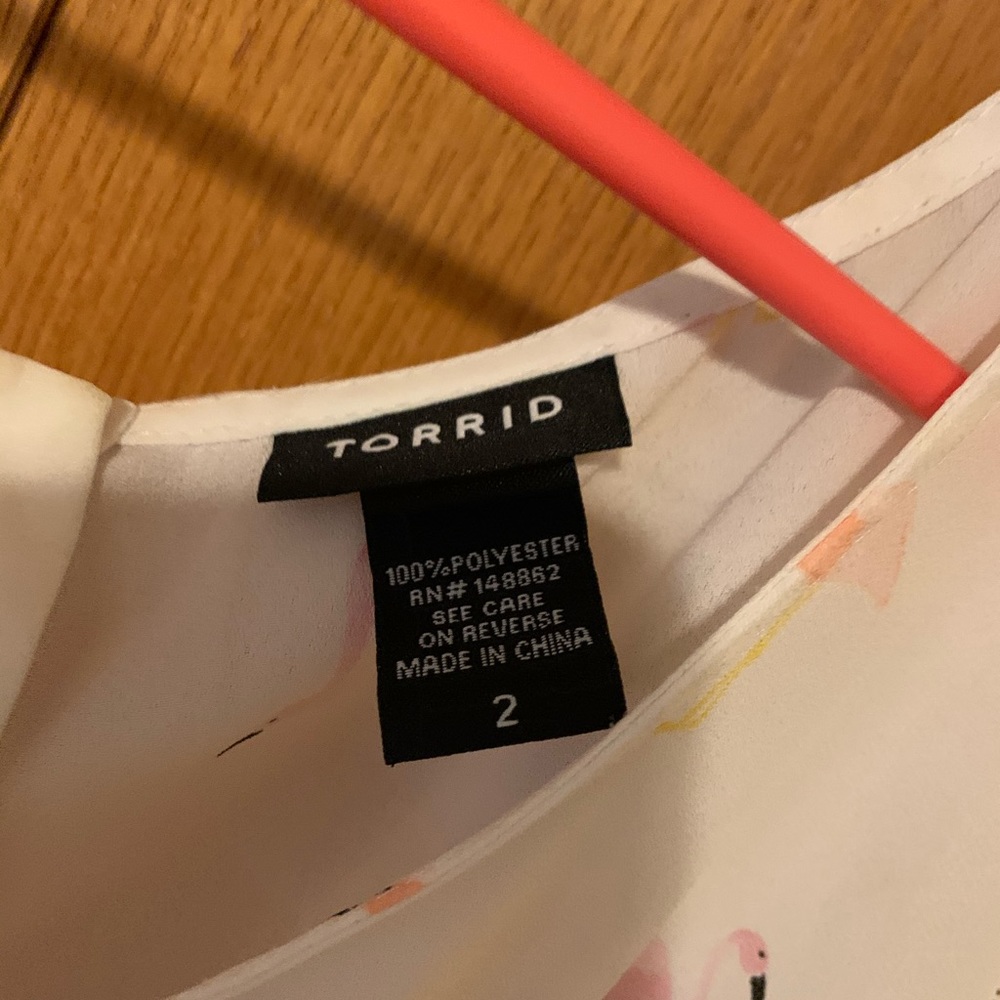 TORRID
100%POLYESTER
RN# 148862
SEE CARE
ON REVERSE
MADE IN CHINA
2